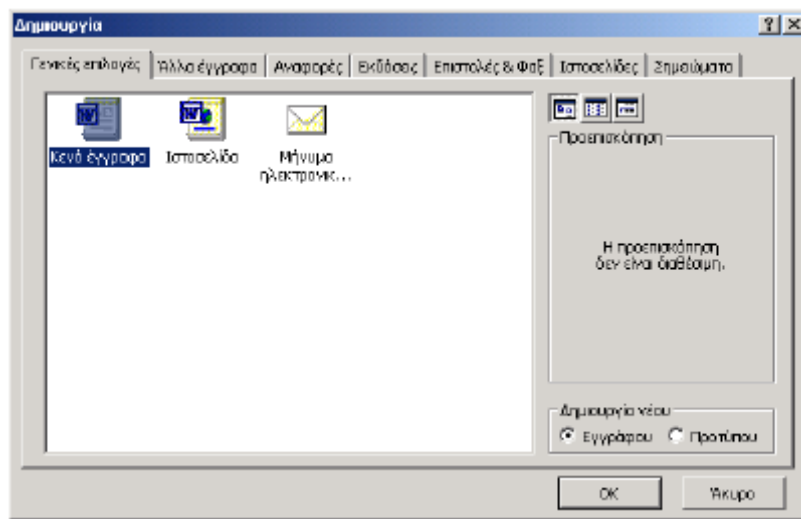 Δημιουργία
Γενικές επιλογές Άλλα έγγραφα Αναφορές Εκδόσεις Επιστολές & Φαξ Ιστοσελίδες Σημειώματα
Κενό έγγραφο Ιστοσελίδα Μήνυμα
ηλεκτρονικ...
Προεπισκόπηση
Η προεπισκόπηση
δεν είναι διαθέσιμη.
Δημιουργία νέου
Εγγράφου Προτύπου
OK Άκυρο